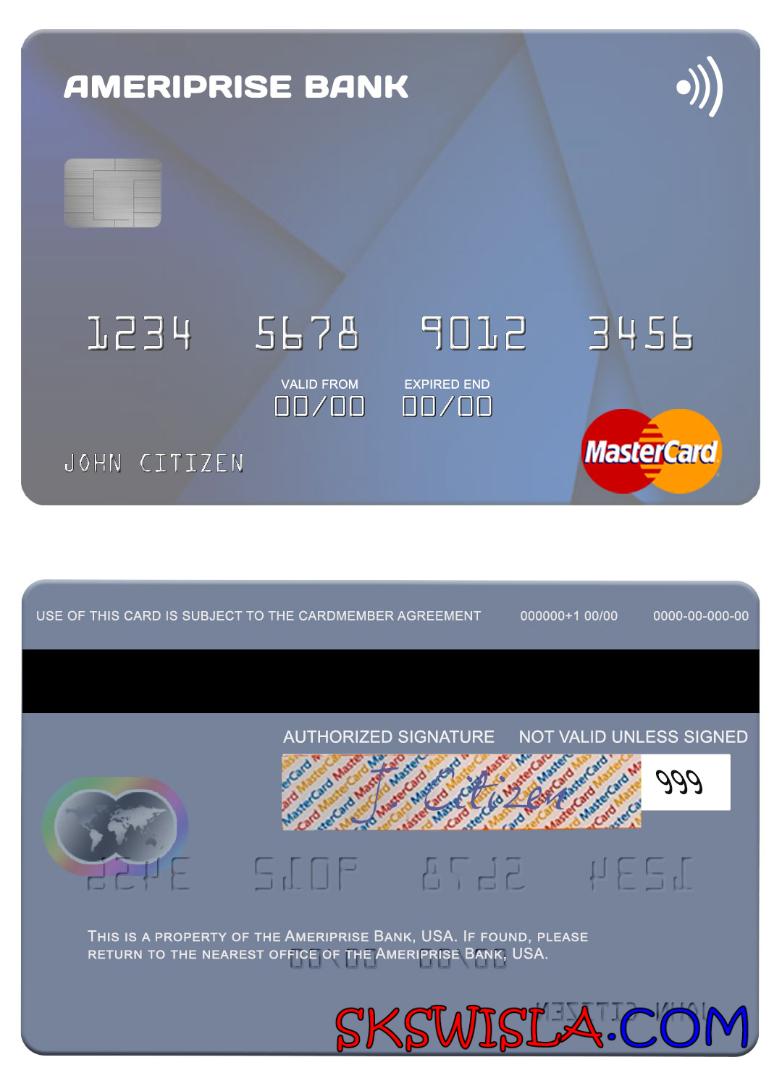 AMERIPRISE BANK
1234 5678 9012 3456
VALID FROM EXPIRED END
00/00 00/00
JOHN CITIZEN
MasterCard
USE OF THIS CARD IS SUBJECT TO THE CARDMEMBER AGREEMENT 000000+1 00/00 0000-00-000-00
AUTHORIZED SIGNATURE NOT VALID UNLESS SIGNED
J. Citizen 999
THIS IS A PROPERTY OF THE AMERIPRISE BANK, USA. IF FOUND, PLEASE
RETURN TO THE NEAREST OFFICE OF THE AMERIPRISE BANK, USA.
SKSWISLA.COM